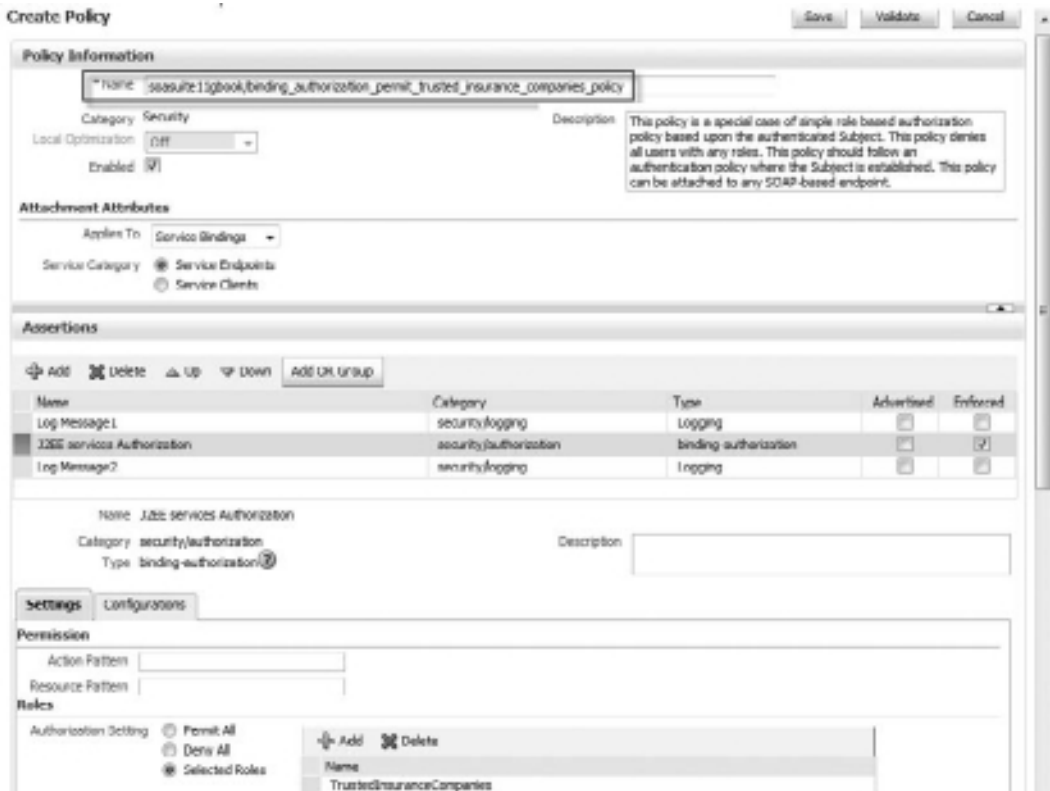 Create Policy
Save Validate Cancel
Policy Information
* Name soasuite11gbook/binding_authorization_permit_trusted_insurance_companies_policy
Category Security
Local Optimization Off
Enabled
Description This policy is a special case of simple role based authorization
policy based upon the authenticated Subject. This policy denies
all users with any roles. This policy should follow an
authentication policy where the Subject is established. This policy
can be attached to any SOAP-based endpoint.
Attachment Attributes
Applies To Service Bindings
Service Category Service Endpoints
Service Clients
Assertions
Add Delete Up Down Add OR Group
Name Category Type Advertised Enforced
Log Message1 security/logging Logging
J2EE services Authorization security/authorization binding-authorization
Log Message2 security/logging Logging
Name J2EE services Authorization
Category security/authorization
Type binding-authorization ?
Description
Settings Configurations
Permission
Action Pattern
Resource Pattern
Roles
Authorization Setting Permit All
Deny All
Selected Roles
Add Delete
Name
TrustedInsuranceCompanies